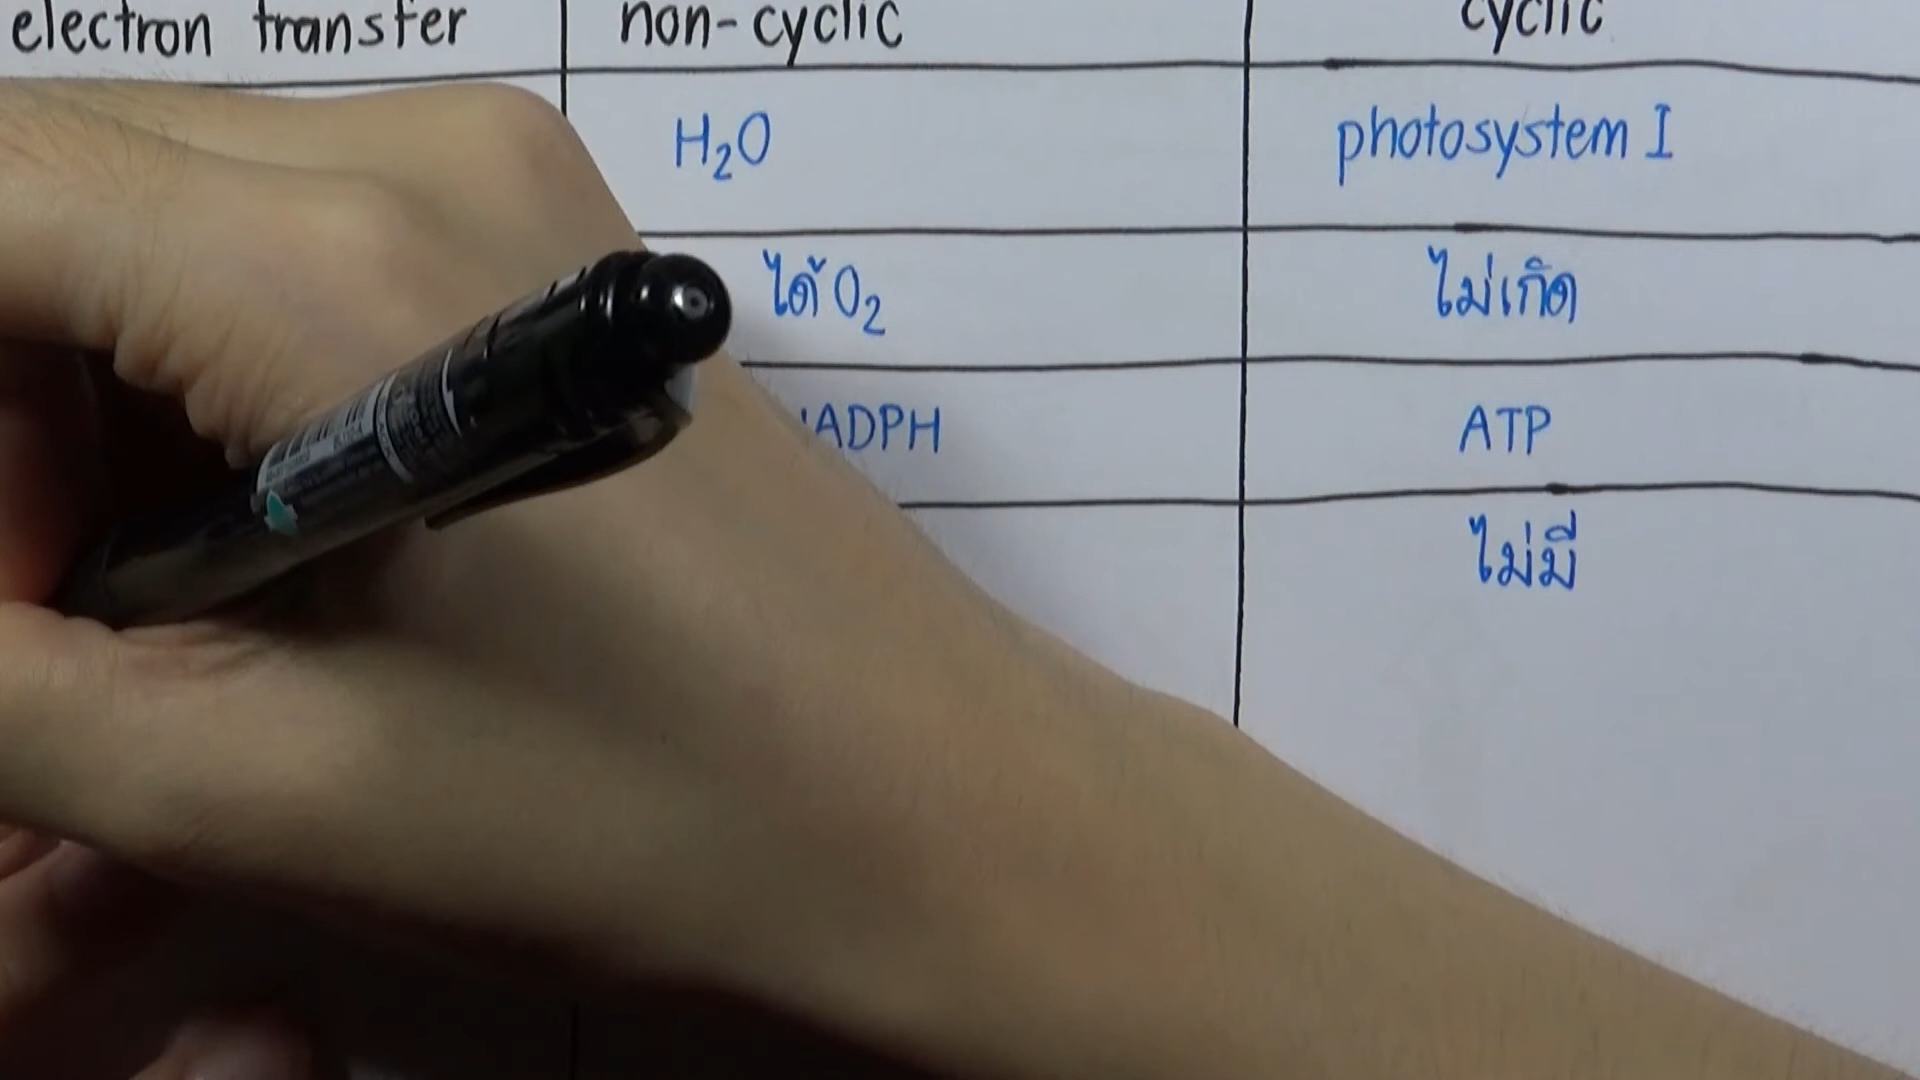 electron transfer non-cyclic cyclic
H₂O photosystem I
ได้ O₂ ไม่เกิด
ADPH ATP
ไม่มี